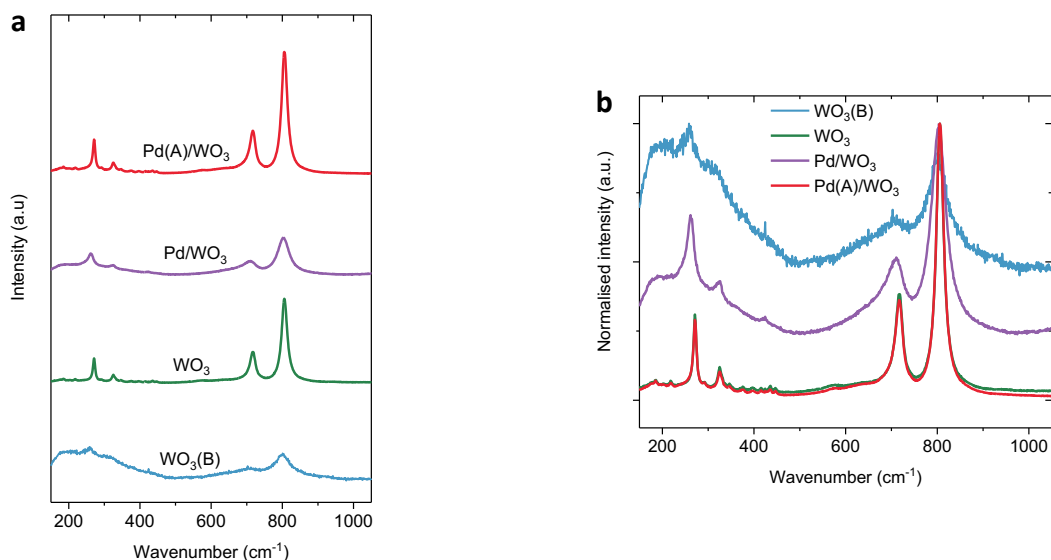 a
Pd(A)/WO₃
Pd/WO₃
WO₃
WO₃(B)
Intensity (a.u)
200 400 600 800 1000
Wavenumber (cm⁻¹)
b
WO₃(B)
WO₃
Pd/WO₃
Pd(A)/WO₃
Normalised intensity (a.u.)
200 400 600 800 1000
Wavenumber (cm⁻¹)